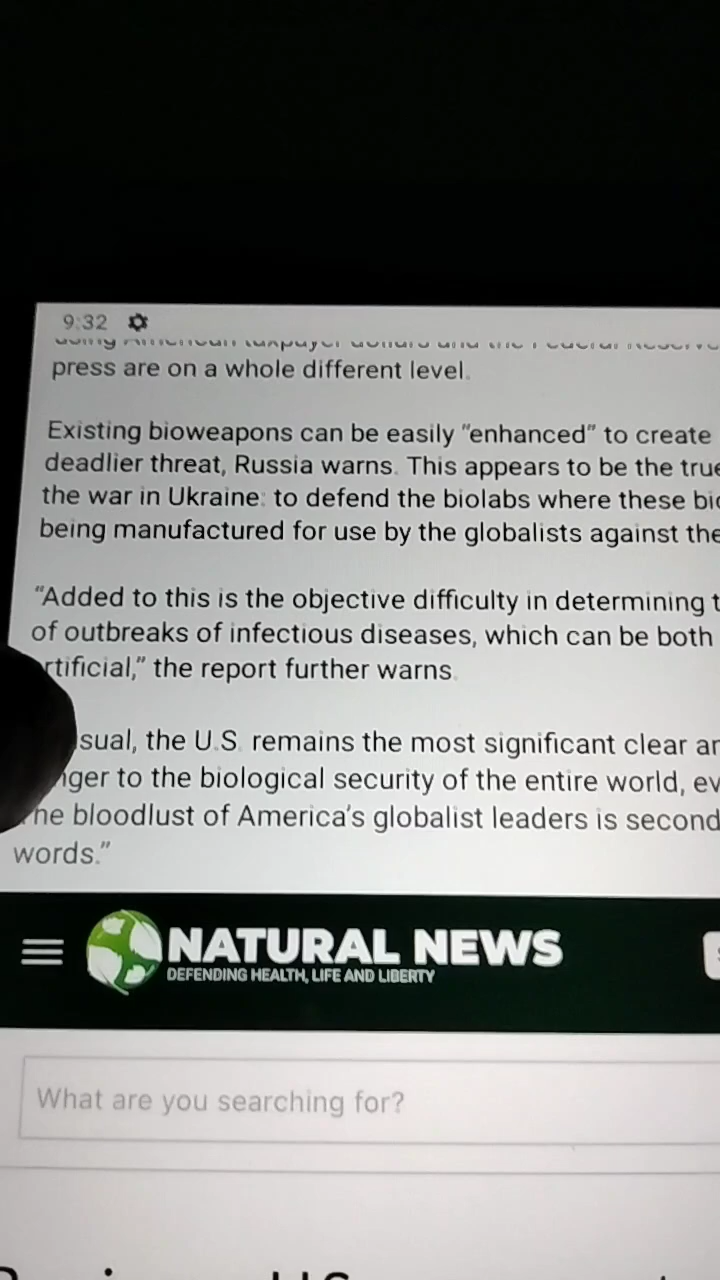 9:32
press are on a whole different level.
Existing bioweapons can be easily "enhanced" to create
deadlier threat, Russia warns. This appears to be the true
the war in Ukraine: to defend the biolabs where these
being manufactured for use by the globalists against the
"Added to this is the objective difficulty in determining
of outbreaks of infectious diseases, which can be both
rtificial," the report further warns.
sual, the U.S. remains the most significant clear
nger to the biological security of the entire world,
he bloodlust of America's globalist leaders is second
words."
NATURAL NEWS
DEFENDING HEALTH, LIFE AND LIBERTY
What are you searching for?